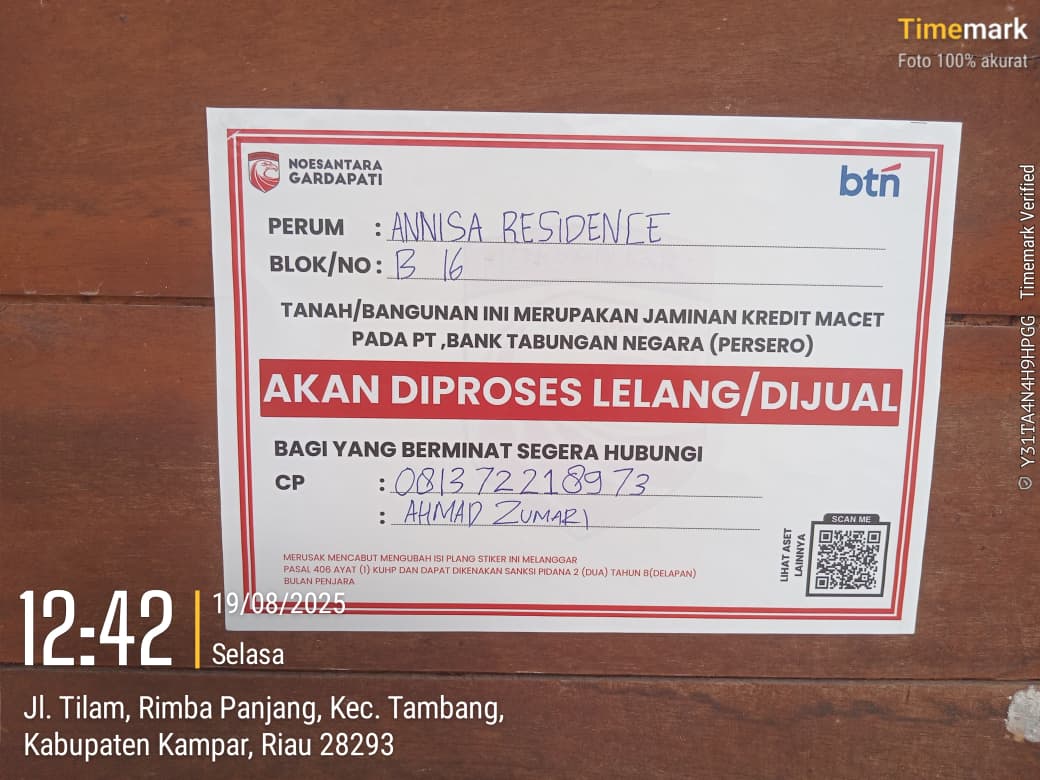 Timemark
Foto 100% akurat
NOESANTARA
GARDAPATI
btn
PERUM : ANNISA RESIDENCE
BLOK/NO : B 16
TANAH/BANGUNAN INI MERUPAKAN JAMINAN KREDIT MACET
PADA PT ,BANK TABUNGAN NEGARA (PERSERO)
AKAN DIPROSES LELANG/DIJUAL
BAGI YANG BERMINAT SEGERA HUBUNGI
CP : 081372218973
: AHMAD ZUMARI
MERUSAK MENCABUT MENGUBAH ISI PLANG STIKER INI MELANGGAR
PASAL 406 AYAT (1) KUHP DAN DAPAT DIKENAKAN SANKSI PIDANA 2 (DUA) TAHUN 8(DELAPAN)
BULAN PENJARA
LIHAT ASET
LAINNYA
SCAN ME
12:42
19/08/2025
Selasa
Jl. Tilam, Rimba Panjang, Kec. Tambang,
Kabupaten Kampar, Riau 28293
Y31TA4N4H9HPGG Timemark Verified